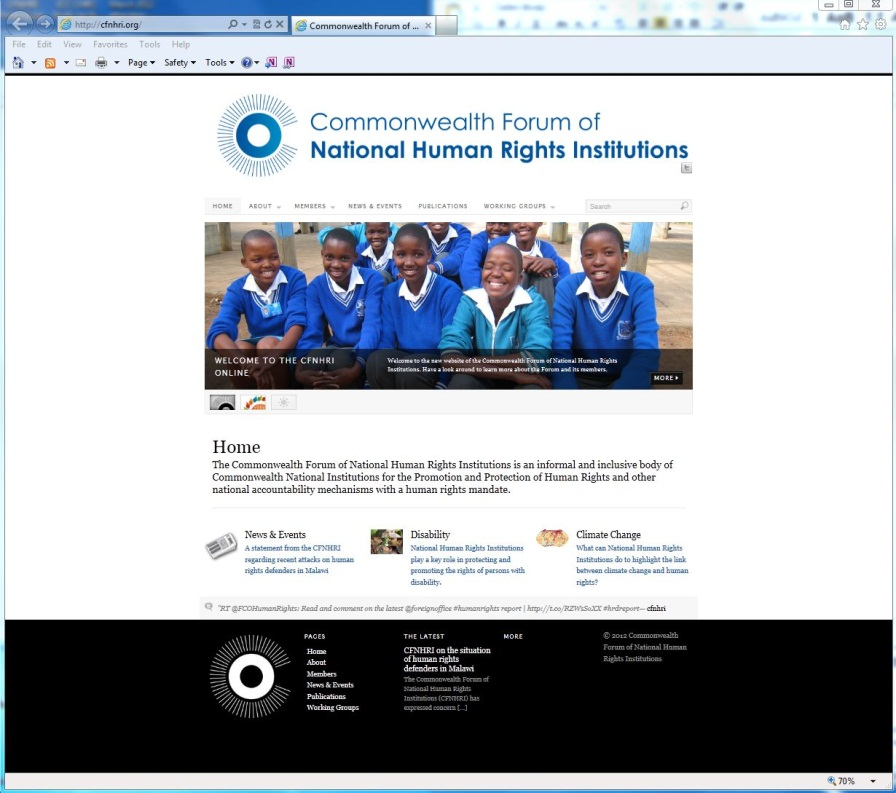 http://cfnhri.org/
Commonwealth Forum of ...
File Edit View Favorites Tools Help
Page Safety Tools
Commonwealth Forum of
National Human Rights Institutions
HOME ABOUT MEMBERS NEWS & EVENTS PUBLICATIONS WORKING GROUPS Search
WELCOME TO THE CFNHRI
ONLINE
Welcome to the new website of the Commonwealth Forum of National Human Rights
Institutions. Have a look around to learn more about the Forum and its members.
MORE
Home
The Commonwealth Forum of National Human Rights Institutions is an informal and inclusive body of
Commonwealth National Institutions for the Promotion and Protection of Human Rights and other
national accountability mechanisms with a human rights mandate.
News & Events
A statement from the CFNHRI
regarding recent attacks on human
rights defenders in Malawi
Disability
National Human Rights Institutions
play a key role in protecting and
promoting the rights of persons with
disability.
Climate Change
What can National Human Rights
Institutions do to highlight the link
between climate change and human
rights?
"RT @FCOHumanRights: Read and comment on the latest @foreignoffice #humanrights report | #hrdreport— cfnhri
PAGES
Home
About
Members
News & Events
Publications
Working Groups
THE LATEST
CFNHRI on the situation
of human rights
defenders in Malawi
The Commonwealth Forum of
National Human Rights
Institutions (CFNHRI) has
expressed concern [...]
MORE
© 2012 Commonwealth
Forum of National Human
Rights Institutions
70%